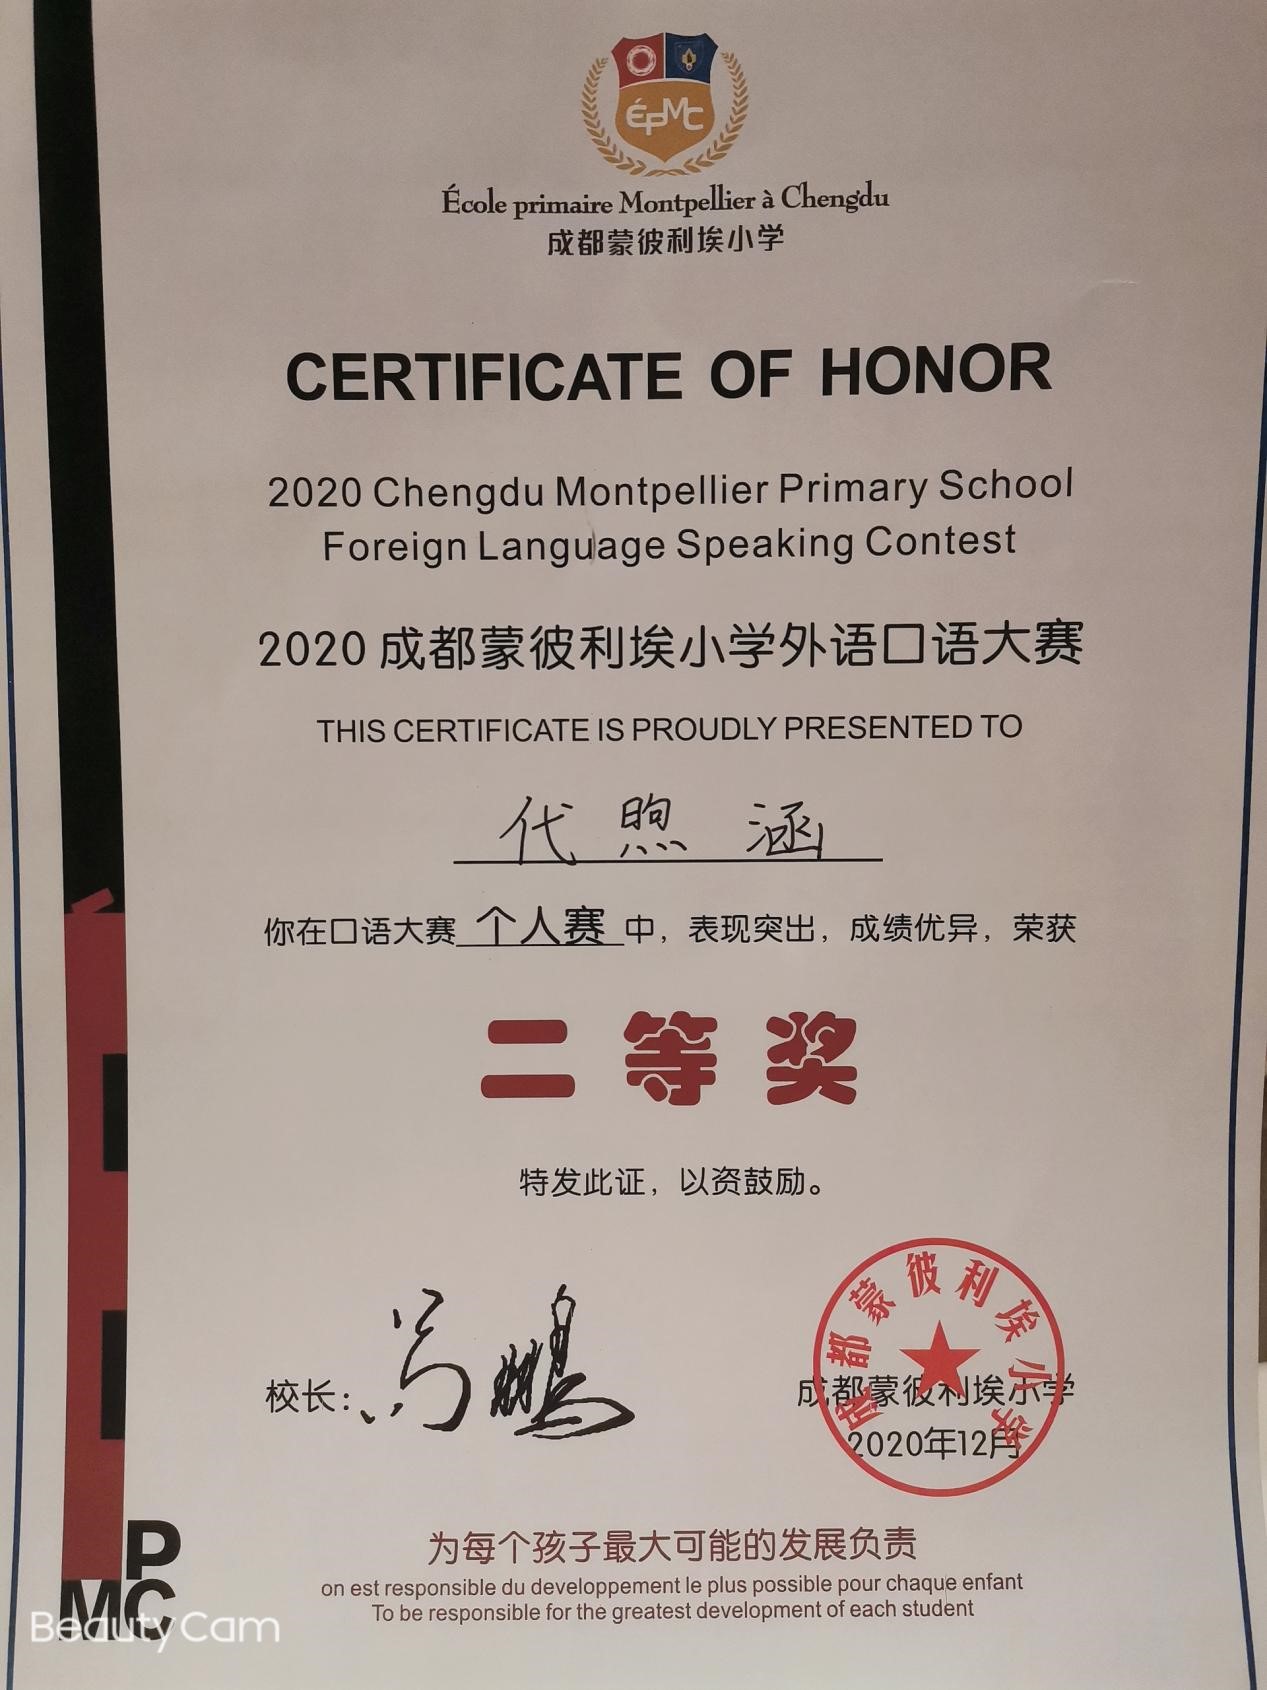 ÉPMC
École primaire Montpellier à Chengdu
成都蒙彼利埃小学
CERTIFICATE OF HONOR
2020 Chengdu Montpellier Primary School
Foreign Language Speaking Contest
2020 成都蒙彼利埃小学外语口语大赛
THIS CERTIFICATE IS PROUDLY PRESENTED TO
代煦涵
你在口语大赛 个人赛 中，表现突出，成绩优异，荣获
二等奖
特发此证，以资鼓励。
校长：冯鹏
成都蒙彼利埃小学
成都蒙彼利埃小学
2020年12月
为每个孩子最大可能的发展负责
on est responsible du developpement le plus possible pour chaque enfant
To be responsible for the greatest development of each student
P
MC
BeautyCam